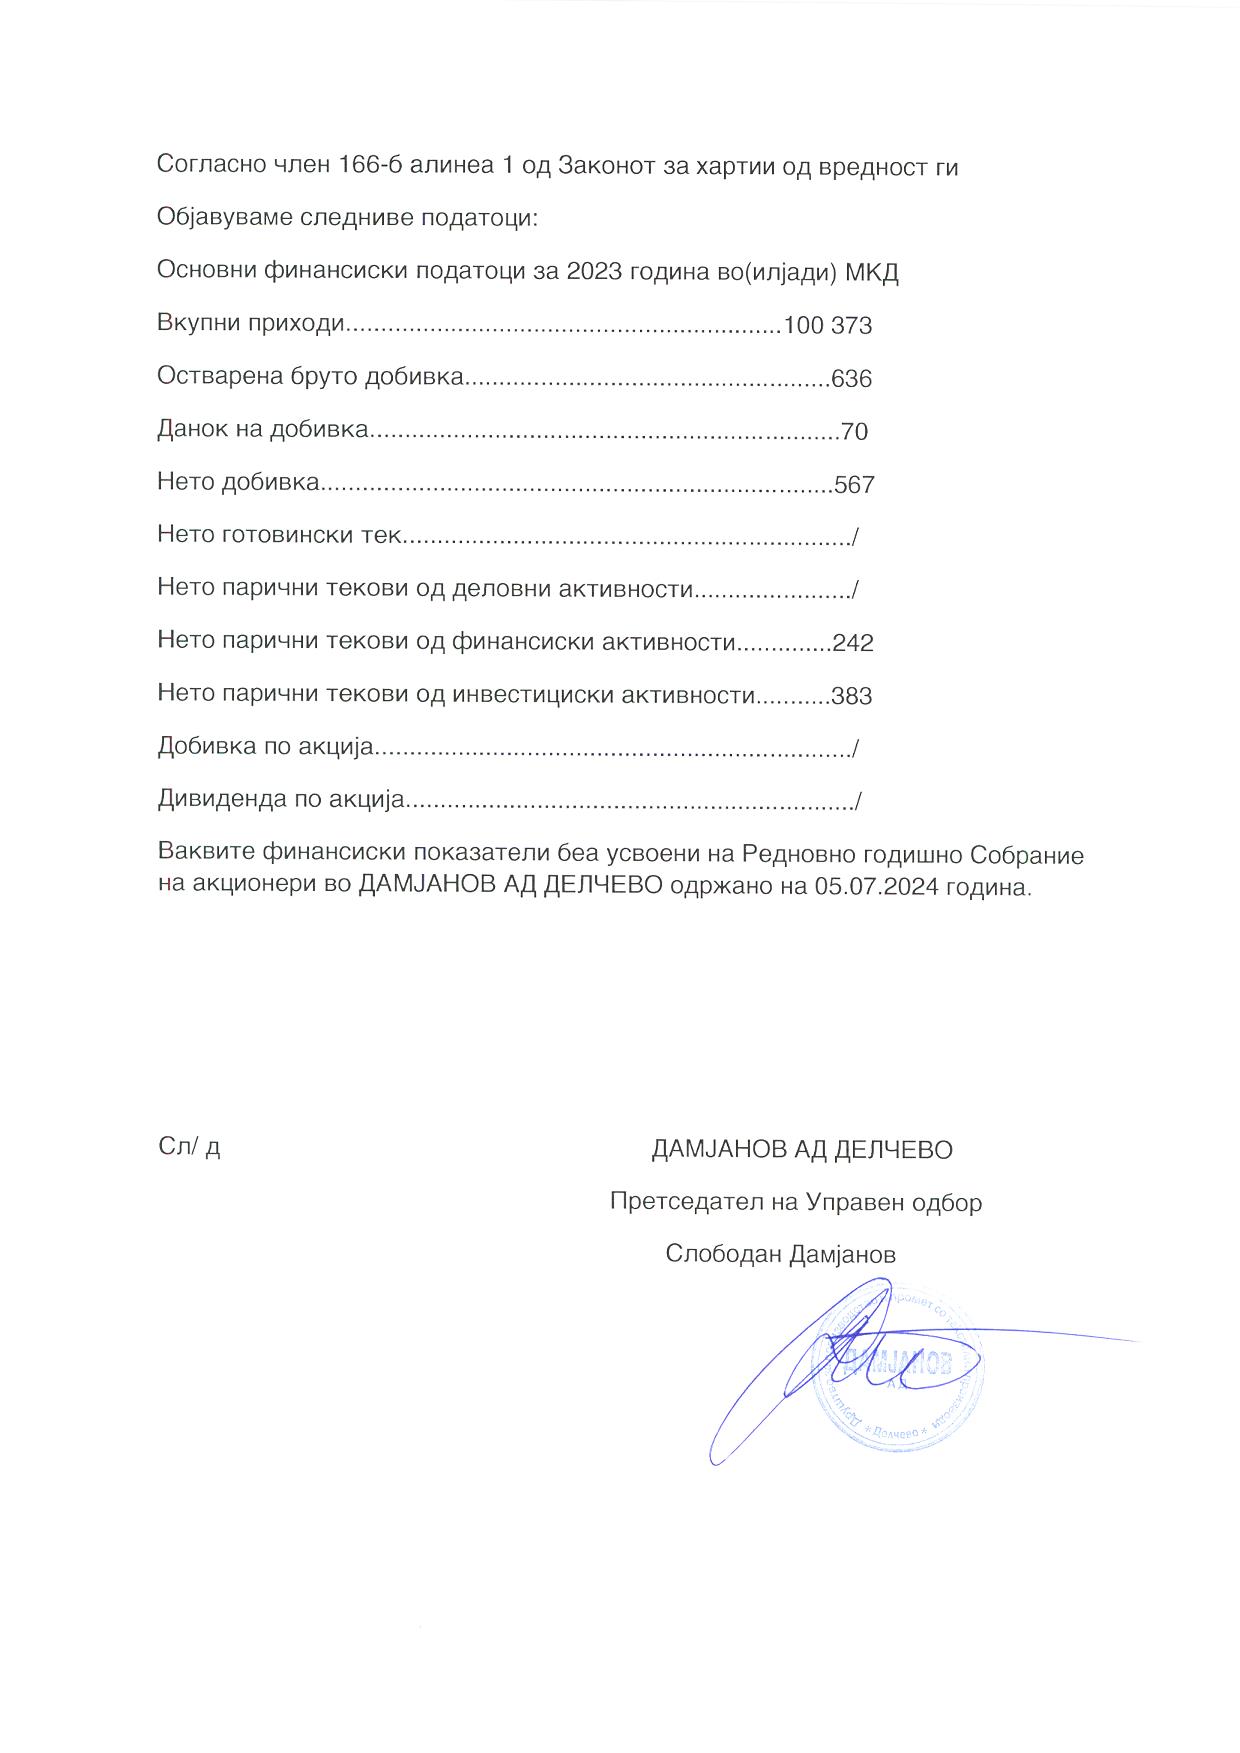 Согласно член 166-б алинеа 1 од Законот за хартии од вредност ги
Објавуваме следниве податоци:
Основни финансиски податоци за 2023 година во(илјади) МКД
Вкупни приходи...............................................................100 373
Остварена бруто добивка.....................................................636
Данок на добивка....................................................................70
Нето добивка..........................................................................567
Нето готовински тек................................................................./
Нето парични текови од деловни активности......................./
Нето парични текови од финансиски активности..............242
Нето парични текови од инвестициски активности...........383
Добивка по акција...................................................................../
Дивиденда по акција................................................................./
Ваквите финансиски показатели беа усвоени на Редновно годишно Собрание
на акционери во ДАМЈАНОВ АД ДЕЛЧЕВО одржано на 05.07.2024 година.
Сл/ д
ДАМЈАНОВ АД ДЕЛЧЕВО
Претседател на Управен одбор
Слободан Дамјанов
ДАМЈАНОВ
АД
* Делчево *